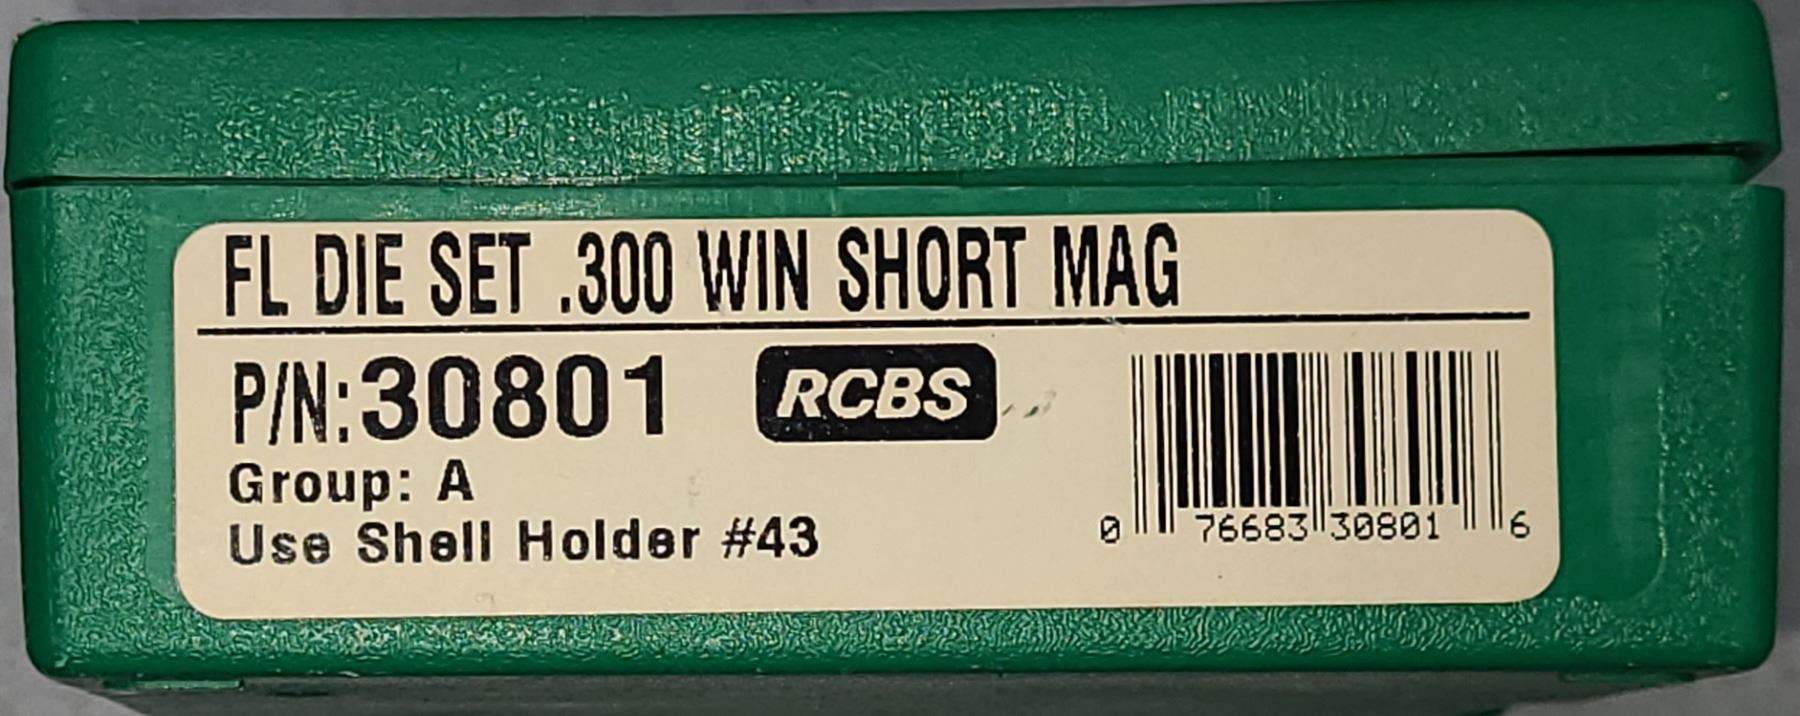 FL DIE SET .300 WIN SHORT MAG
P/N:30801
RCBS
Group: A
Use Shell Holder #43
0 76683 30801 6